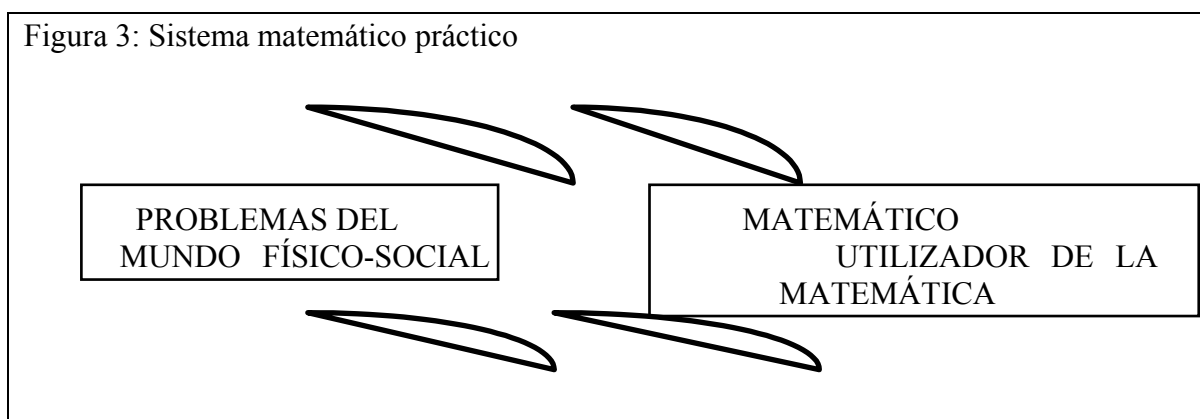 Figura 3: Sistema matemático práctico
PROBLEMAS DEL
MUNDO FÍSICO-SOCIAL
MATEMÁTICO
UTILIZADOR DE LA
MATEMÁTICA